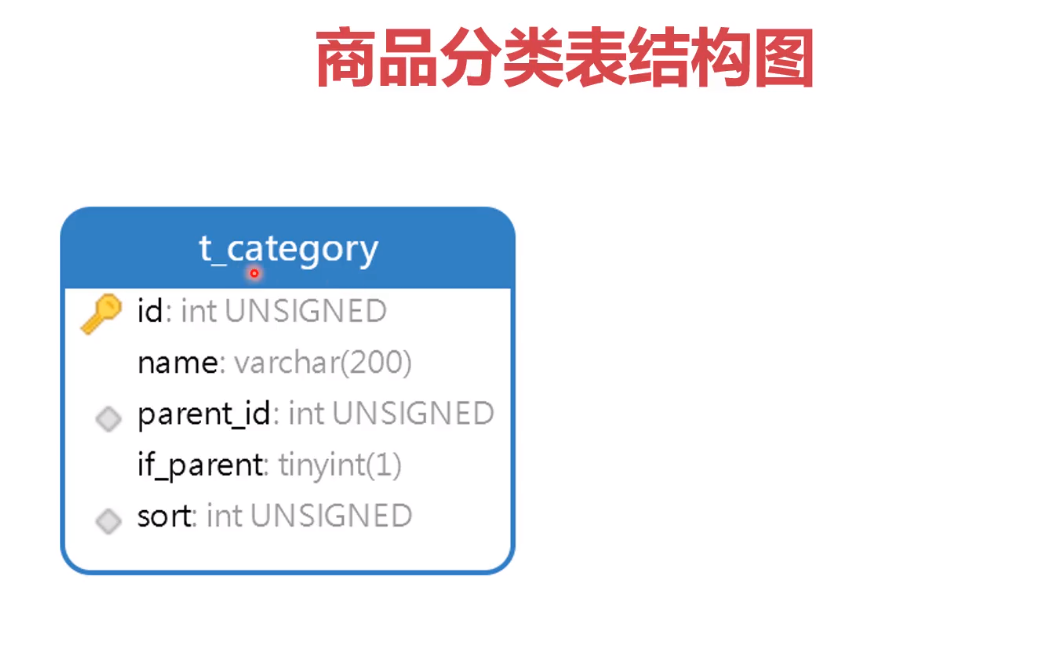 商品分类表结构图
t_category
id: int UNSIGNED
name: varchar(200)
parent_id: int UNSIGNED
if_parent: tinyint(1)
sort: int UNSIGNED